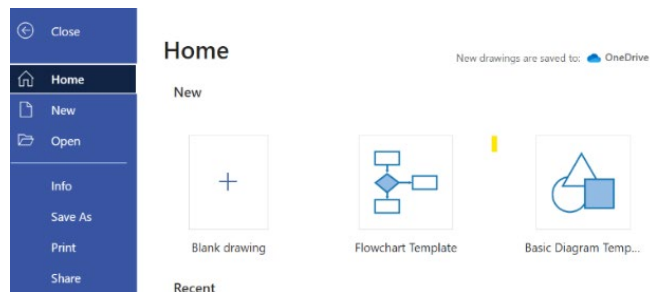 Close
Home
New
Open
Info
Save As
Print
Share
Home
New drawings are saved to: OneDrive
New
Blank drawing
Flowchart Template
Basic Diagram Temp...
Recent